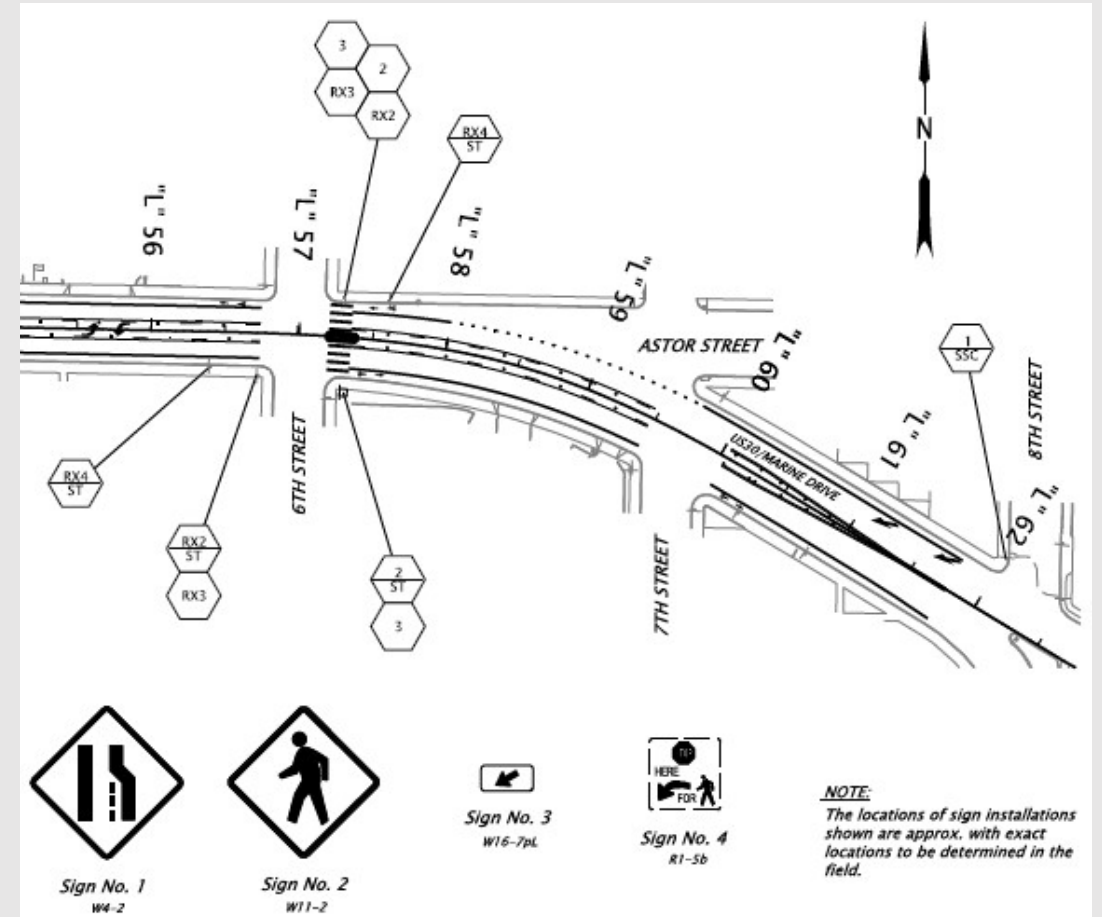 3
2
RX3
RX2
RX4
ST
N
"L" 56
"L" 57
"L" 58
"L" 59
ASTOR STREET
"L" 60
1
SSC
8TH STREET
US30/MARINE DRIVE
"L" 61
"L" 62
6TH STREET
RX4
ST
RX2
ST
RX3
2
ST
3
7TH STREET
HERE
FOR
Sign No. 1
W4-2
Sign No. 2
W11-2
Sign No. 3
W16-7pL
Sign No. 4
R1-5b
NOTE:
The locations of sign installations
shown are approx. with exact
locations to be determined in the
field.